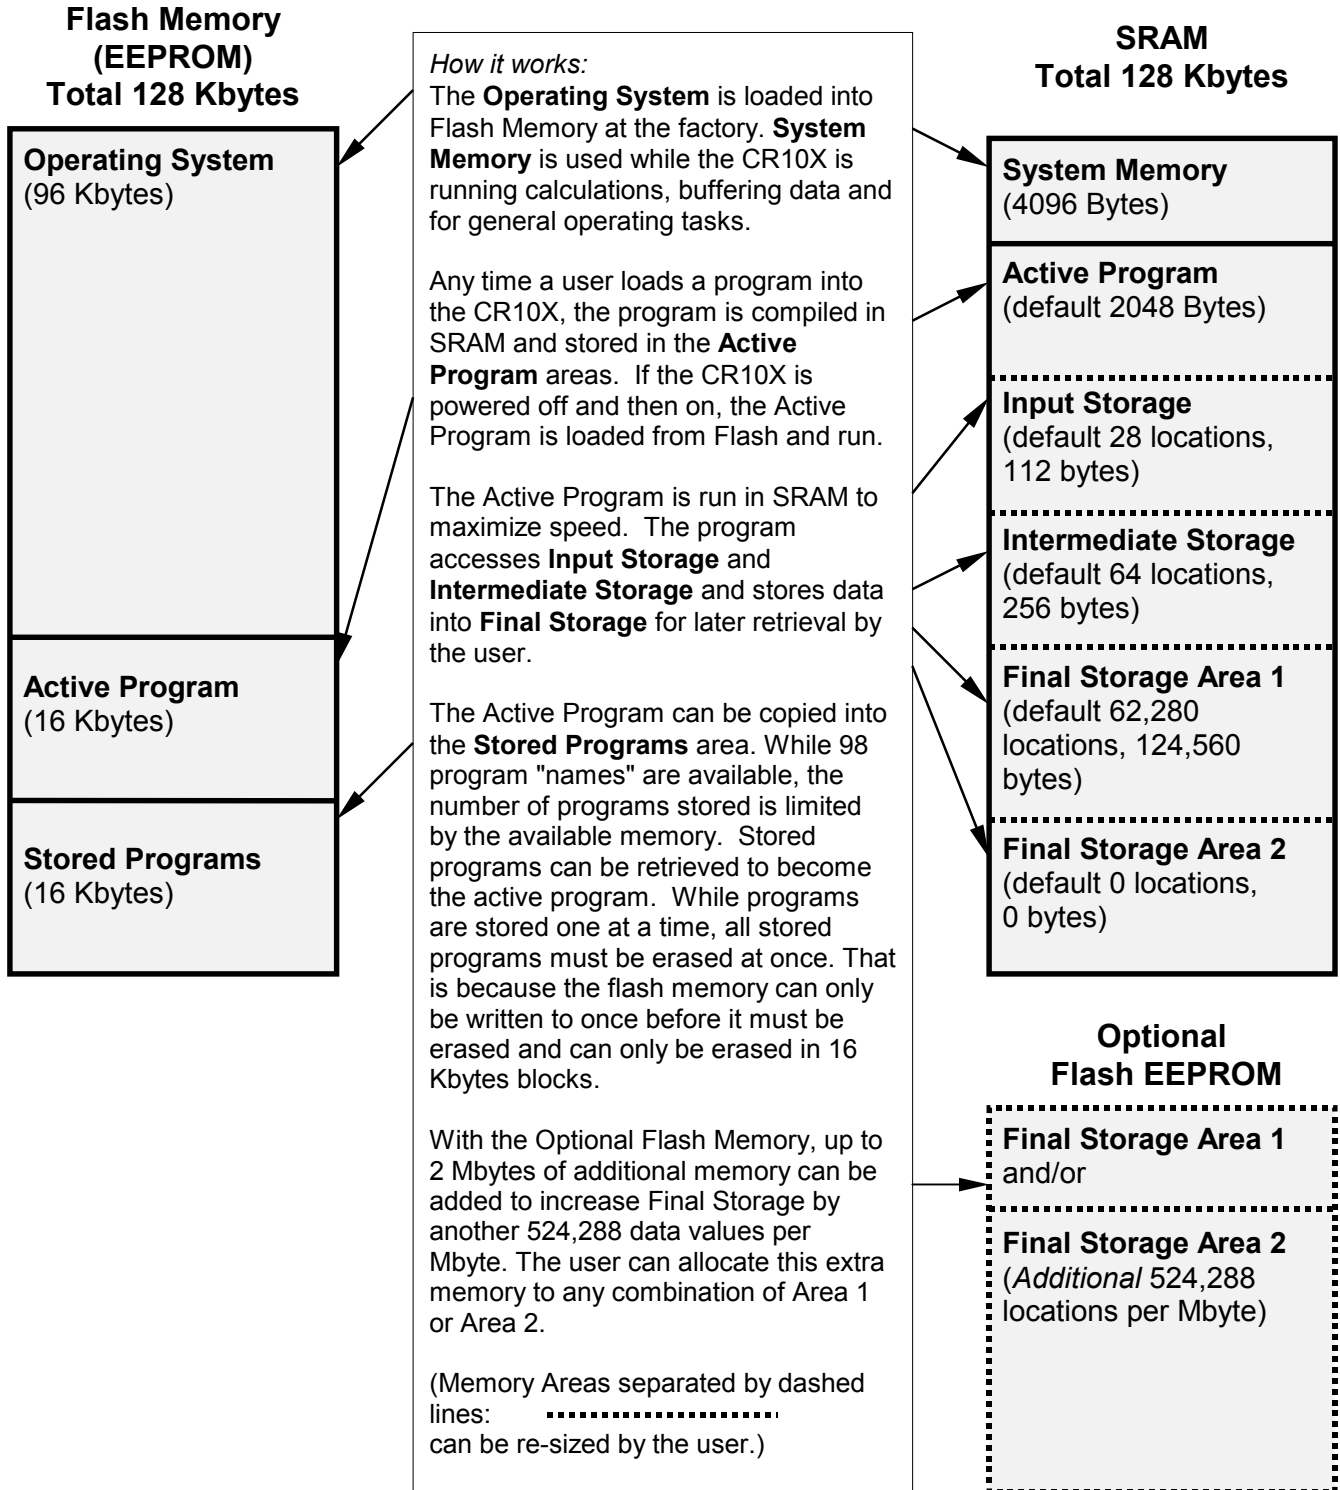 Flash Memory
(EEPROM)
Total 128 Kbytes
Operating System
(96 Kbytes)
Active Program
(16 Kbytes)
Stored Programs
(16 Kbytes)
How it works:
The Operating System is loaded into
Flash Memory at the factory. System
Memory is used while the CR10X is
running calculations, buffering data and
for general operating tasks.
Any time a user loads a program into
the CR10X, the program is compiled in
SRAM and stored in the Active
Program areas.  If the CR10X is
powered off and then on, the Active
Program is loaded from Flash and run.
The Active Program is run in SRAM to
maximize speed.  The program
accesses Input Storage and
Intermediate Storage and stores data
into Final Storage for later retrieval by
the user.
The Active Program can be copied into
the Stored Programs area. While 98
program "names" are available, the
number of programs stored is limited
by the available memory.  Stored
programs can be retrieved to become
the active program.  While programs
are stored one at a time, all stored
programs must be erased at once. That
is because the flash memory can only
be written to once before it must be
erased and can only be erased in 16
Kbytes blocks.
With the Optional Flash Memory, up to
2 Mbytes of additional memory can be
added to increase Final Storage by
another 524,288 data values per
Mbyte. The user can allocate this extra
memory to any combination of Area 1
or Area 2.
(Memory Areas separated by dashed
lines:
can be re-sized by the user.)
SRAM
Total 128 Kbytes
System Memory
(4096 Bytes)
Active Program
(default 2048 Bytes)
Input Storage
(default 28 locations,
112 bytes)
Intermediate Storage
(default 64 locations,
256 bytes)
Final Storage Area 1
(default 62,280
locations, 124,560
bytes)
Final Storage Area 2
(default 0 locations,
0 bytes)
Optional
Flash EEPROM
Final Storage Area 1
and/or
Final Storage Area 2
(Additional 524,288
locations per Mbyte)